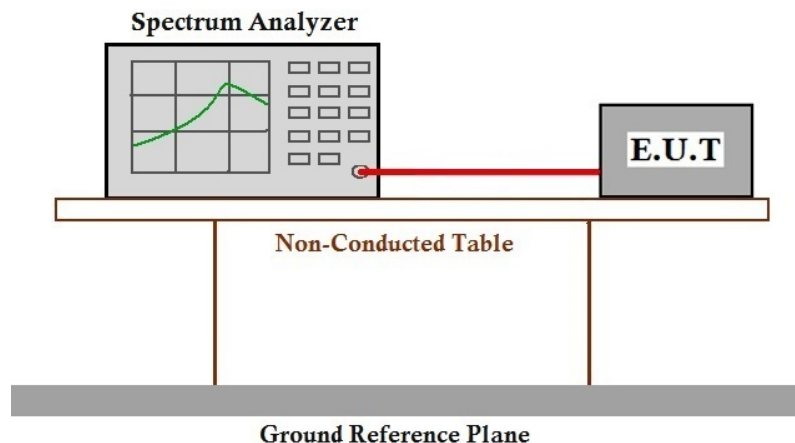 Spectrum Analyzer
E.U.T
Non-Conducted Table
Ground Reference Plane